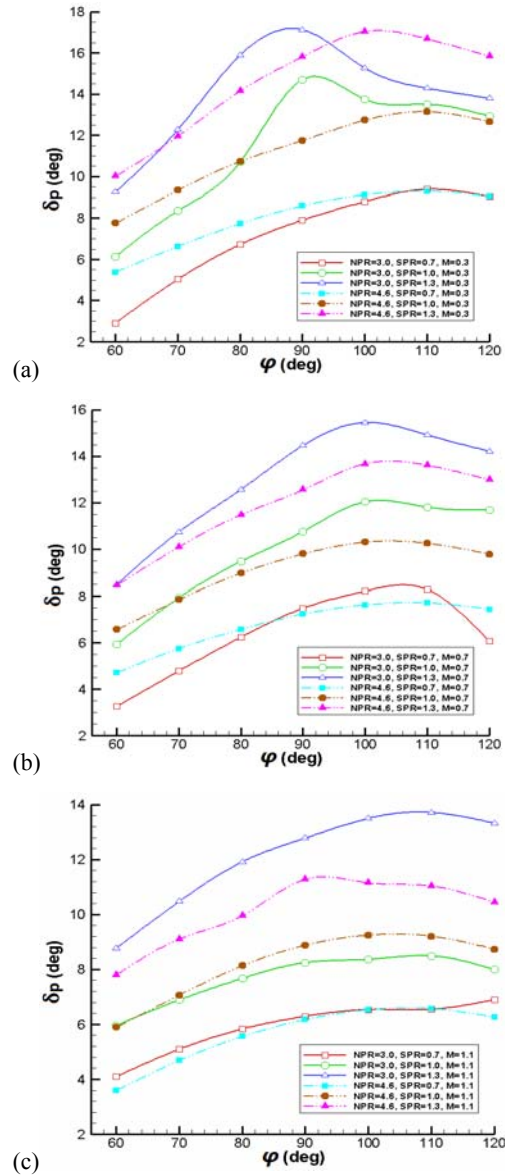 18
16
14
12
10
8
6
4
2
δp (deg)
NPR=3.0, SPR=0.7, M=0.3
NPR=3.0, SPR=1.0, M=0.3
NPR=3.0, SPR=1.3, M=0.3
NPR=4.6, SPR=0.7, M=0.3
NPR=4.6, SPR=1.0, M=0.3
NPR=4.6, SPR=1.3, M=0.3
60 70 80 90 100 110 120
φ (deg)
(a)
16
14
12
10
8
6
4
2
δp (deg)
NPR=3.0, SPR=0.7, M=0.7
NPR=3.0, SPR=1.0, M=0.7
NPR=3.0, SPR=1.3, M=0.7
NPR=4.6, SPR=0.7, M=0.7
NPR=4.6, SPR=1.0, M=0.7
NPR=4.6, SPR=1.3, M=0.7
60 70 80 90 100 110 120
φ (deg)
(b)
14
12
10
8
6
4
2
δp (deg)
NPR=3.0, SPR=0.7, M=1.1
NPR=3.0, SPR=1.0, M=1.1
NPR=3.0, SPR=1.3, M=1.1
NPR=4.6, SPR=0.7, M=1.1
NPR=4.6, SPR=1.0, M=1.1
NPR=4.6, SPR=1.3, M=1.1
60 70 80 90 100 110 120
φ (deg)
(c)